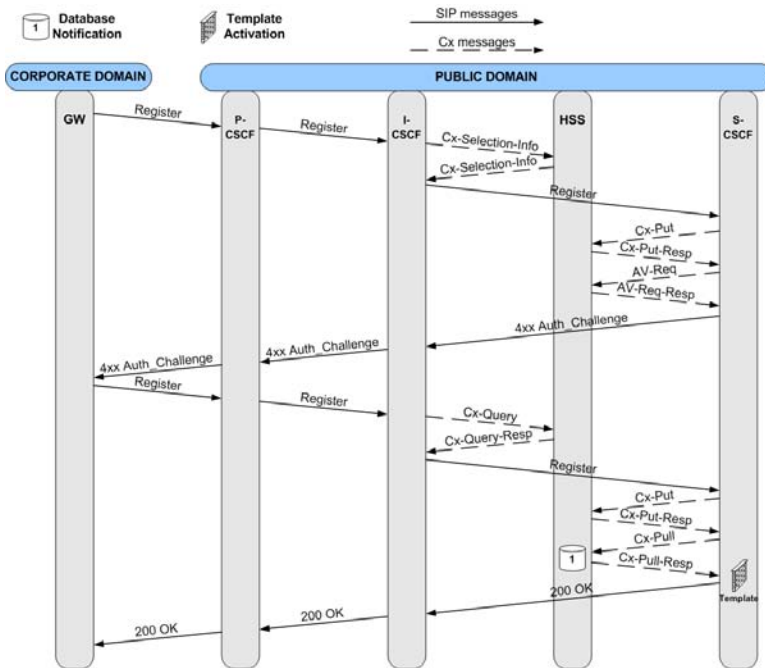 1
Database
Notification
Template
Activation
SIP messages
Cx messages
CORPORATE DOMAIN
PUBLIC DOMAIN
GW
P-
CSCF
I-
CSCF
HSS
S-
CSCF
Register
Register
Cx-Selection-Info
Cx-Selection-Info
Register
Cx-Put
Cx-Put-Resp
AV-Req
AV-Req-Resp
4xx Auth_Challenge
4xx Auth_Challenge
4xx Auth_Challenge
Register
Register
Cx-Query
Cx-Query-Resp
Register
Cx-Put
Cx-Put-Resp
Cx-Pull
1
Cx-Pull-Resp
Template
200 OK
200 OK
200 OK